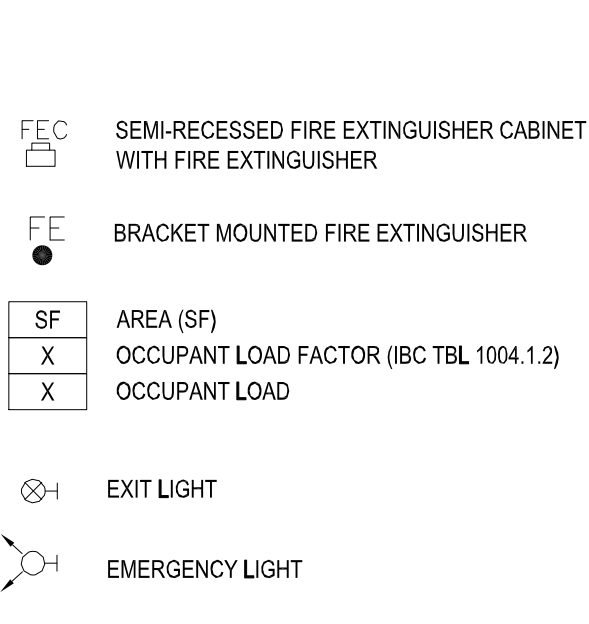 FEC SEMI-RECESSED FIRE EXTINGUISHER CABINET
WITH FIRE EXTINGUISHER
FE BRACKET MOUNTED FIRE EXTINGUISHER
SF AREA (SF)
X OCCUPANT LOAD FACTOR (IBC TBL 1004.1.2)
X OCCUPANT LOAD
EXIT LIGHT
EMERGENCY LIGHT